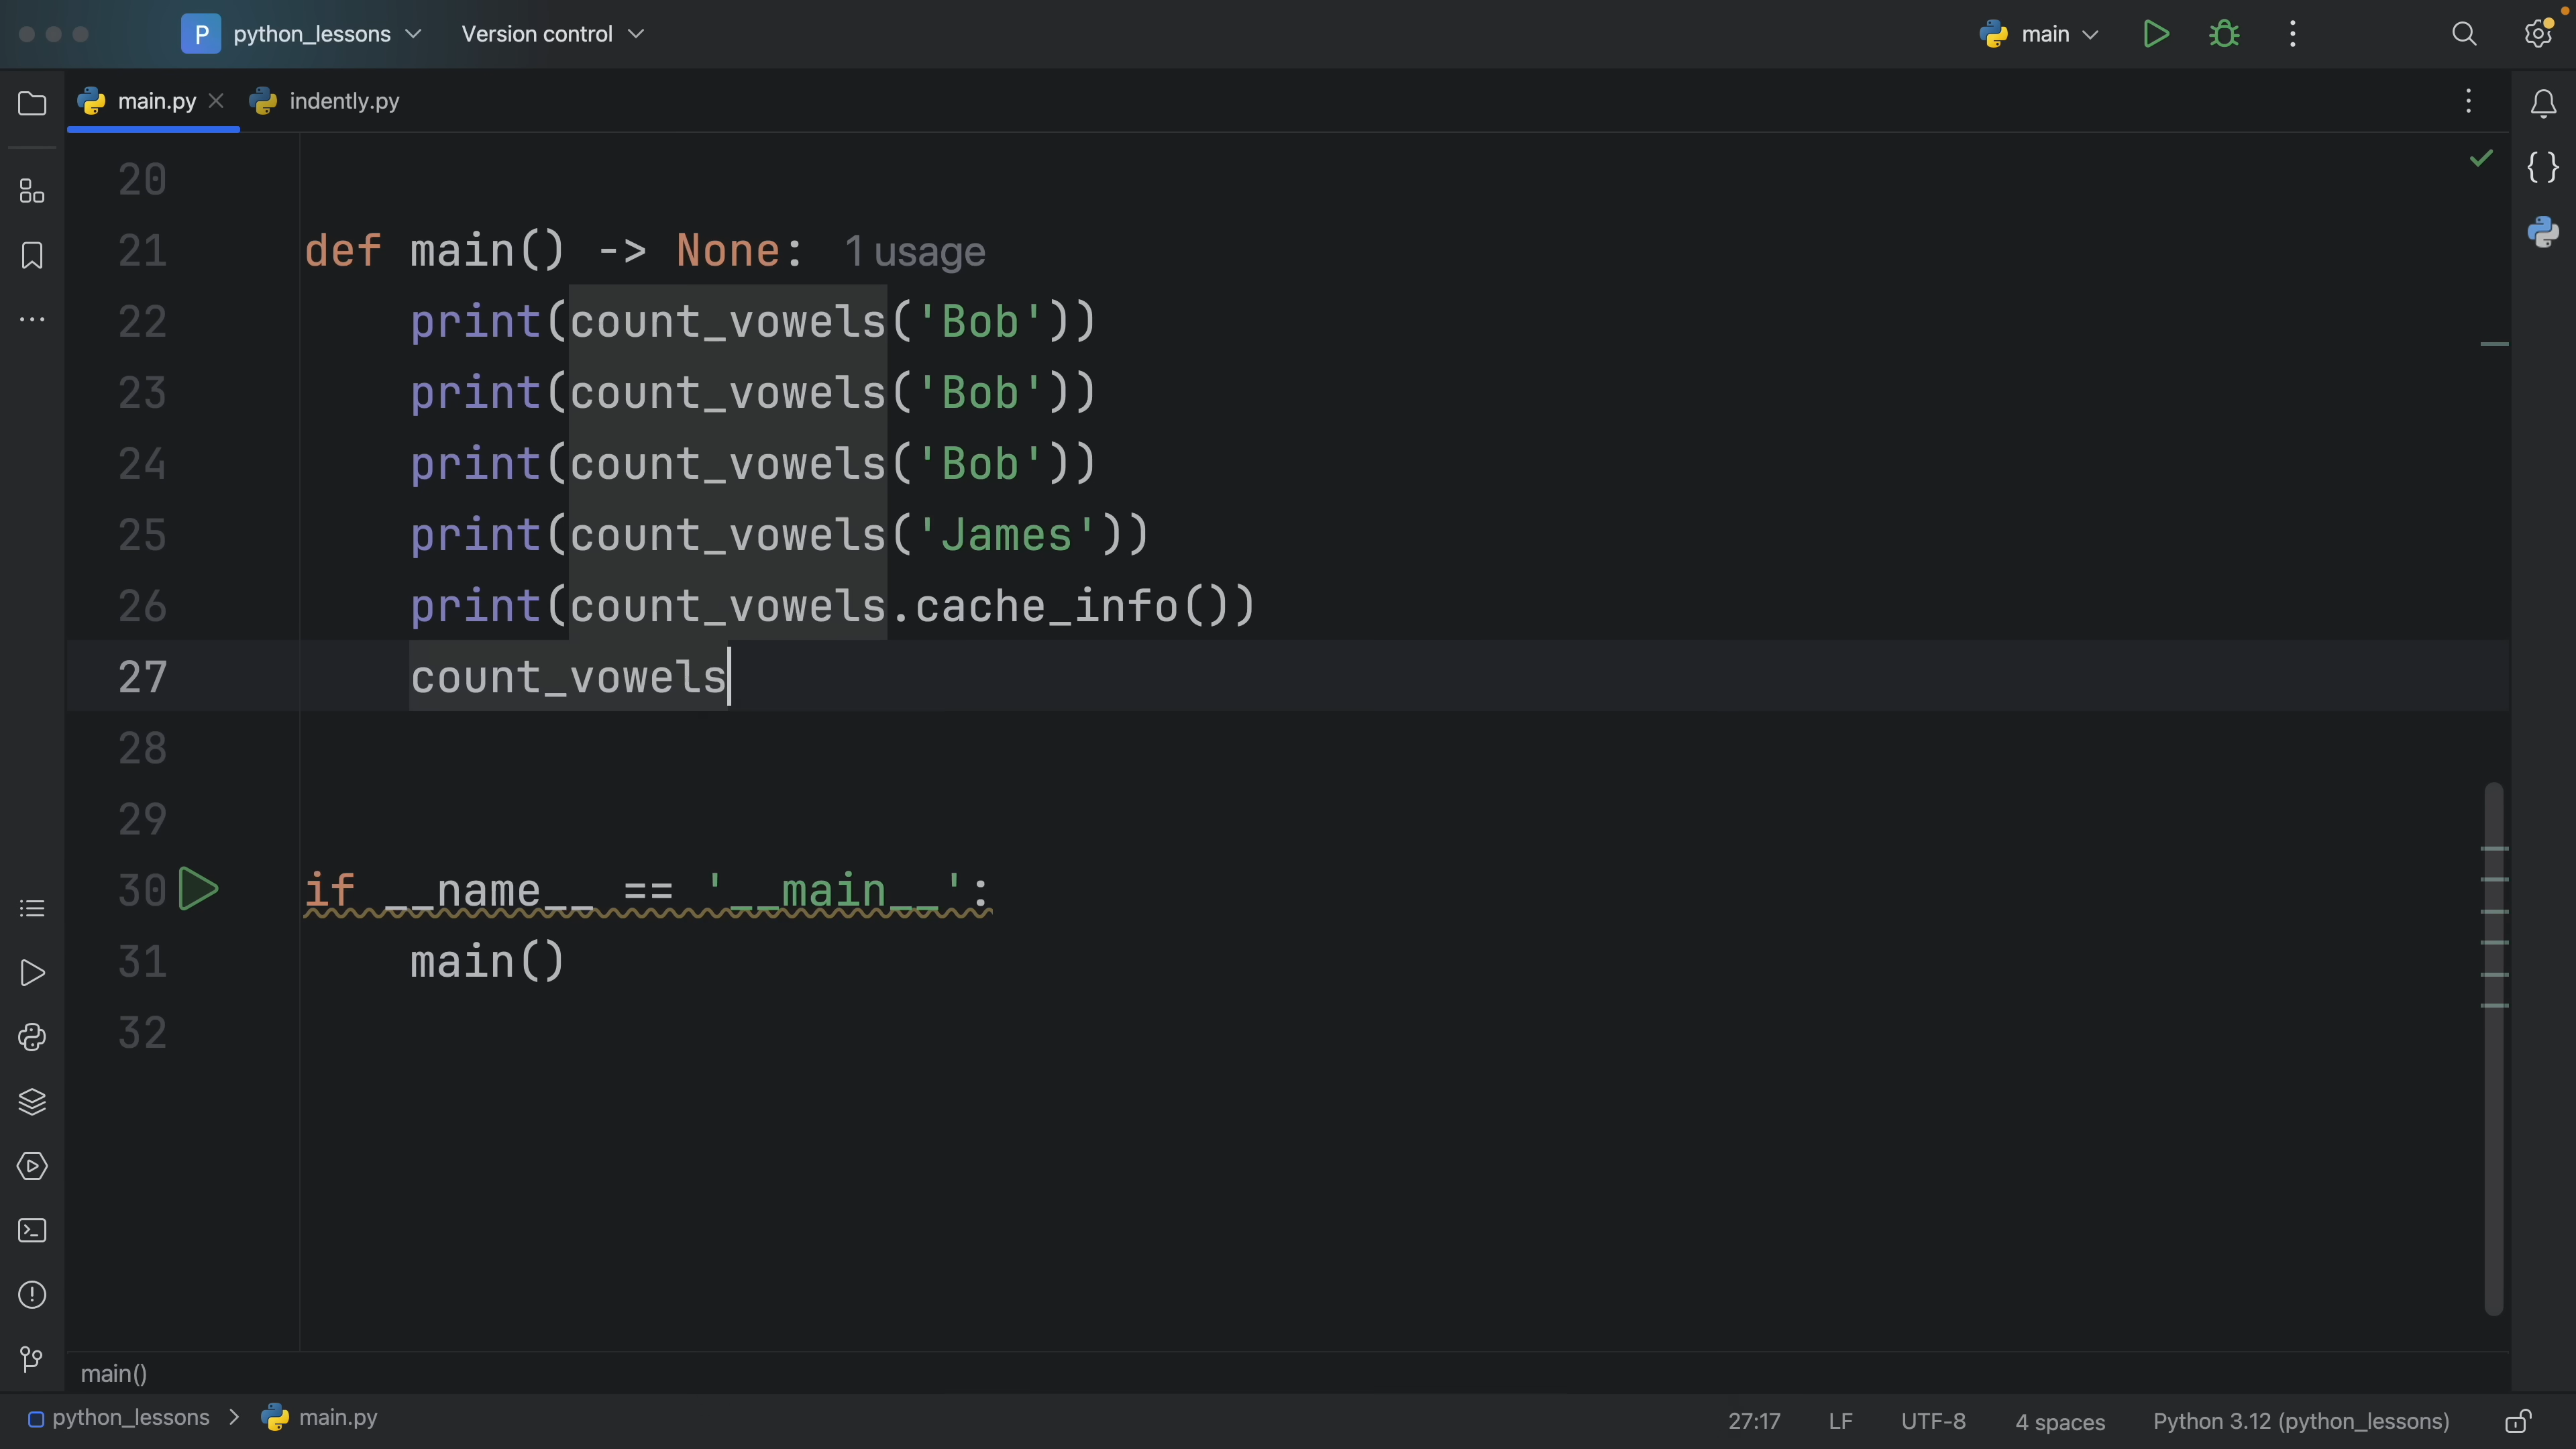 P python_lessons Version control main
main.py indently.py
20
21 def main() -> None: 1 usage
22 print(count_vowels('Bob'))
23 print(count_vowels('Bob'))
24 print(count_vowels('Bob'))
25 print(count_vowels('James'))
26 print(count_vowels.cache_info())
27 count_vowels
28
29
30 if __name__ == '__main__':
31 main()
32
main()
python_lessons > main.py 27:17 LF UTF-8 4 spaces Python 3.12 (python_lessons)